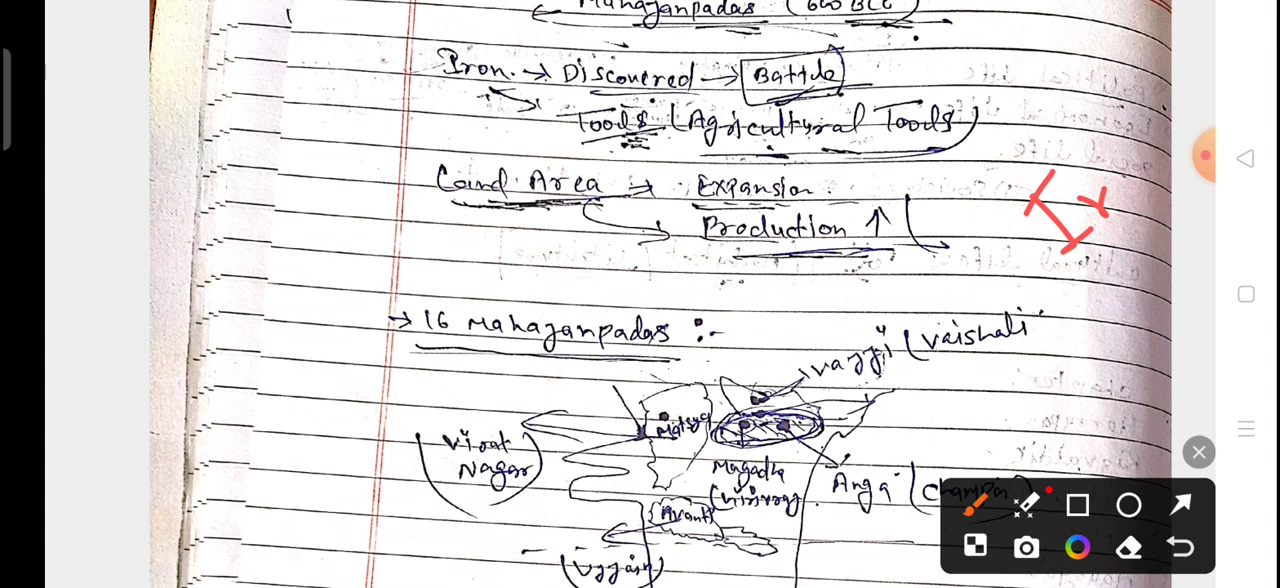 Mahajanpadas (600 BCE)
Iron. → Discovered → Battle
Tools (Agricultural Tools)
Land Area → Expansion
Production ↑
→ 16 Mahajanpadas :-
Vajji (Vaishali
Matsya
Virat
Nagar
Magadha
Anga (Champa)
Avanti
(Ujjain)